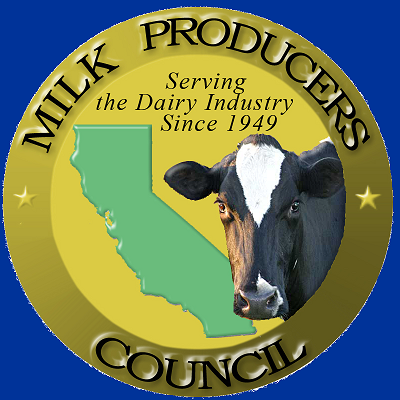 MILK PRODUCERS
Serving
the Dairy Industry
Since 1949
COUNCIL